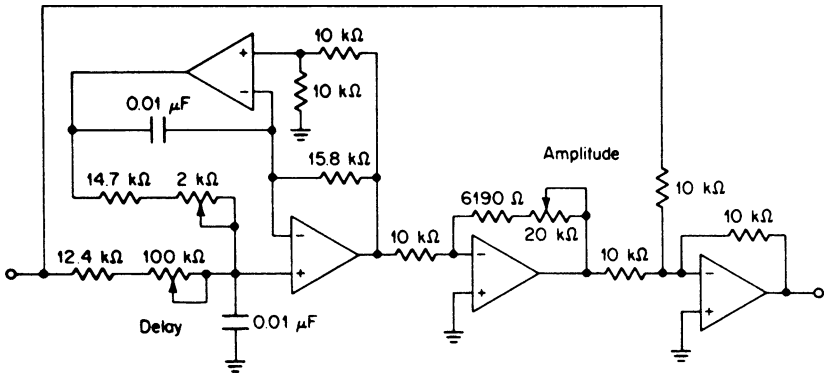 10 kΩ
+
-
10 kΩ
0.01 μF
15.8 kΩ
14.7 kΩ
2 kΩ
Amplitude
6190 Ω
20 kΩ
10 kΩ
10 kΩ
12.4 kΩ
100 kΩ
-
+
10 kΩ
-
+
10 kΩ
-
+
Delay
0.01 μF